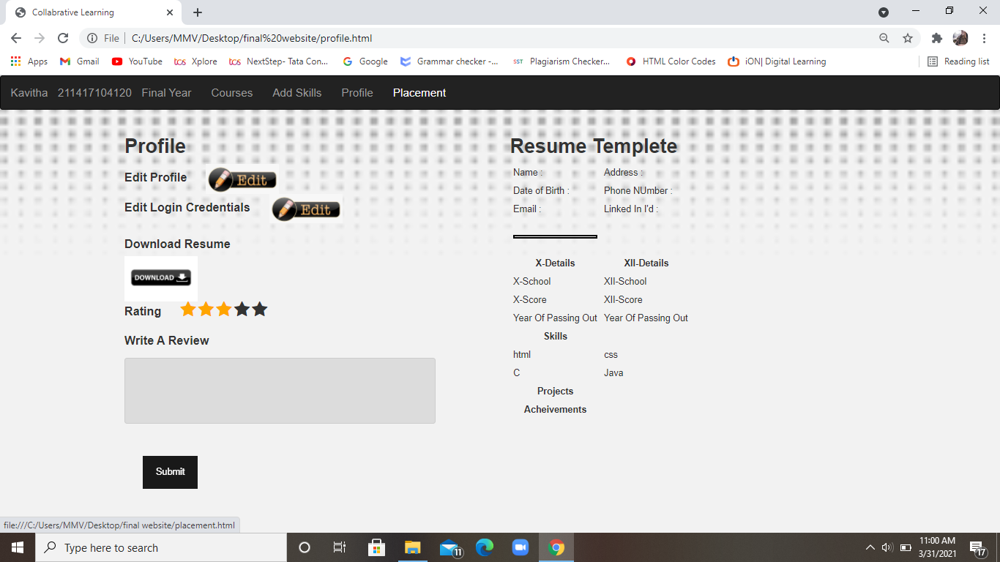 Collabrative Learning
File C:/Users/MMV/Desktop/final%20website/profile.html
Apps Gmail YouTube tcs Xplore tcs NextStep- Tata Con... Google Grammar checker -... SST Plagiarism Checker... HTML Color Codes iON| Digital Learning Reading list
Kavitha 211417104120 Final Year Courses Add Skills Profile Placement
Profile
Edit Profile Edit
Edit Login Credentials Edit
Download Resume
DOWNLOAD
Rating
Write A Review
Submit
Resume Templete
Name : Address :
Date of Birth : Phone NUmber :
Email : Linked In I'd :
X-Details XII-Details
X-School XII-School
X-Score XII-Score
Year Of Passing Out Year Of Passing Out
Skills
html css
C Java
Projects
Acheivements
file:///C:/Users/MMV/Desktop/final website/placement.html
Type here to search 11 11:00 AM
3/31/2021 17